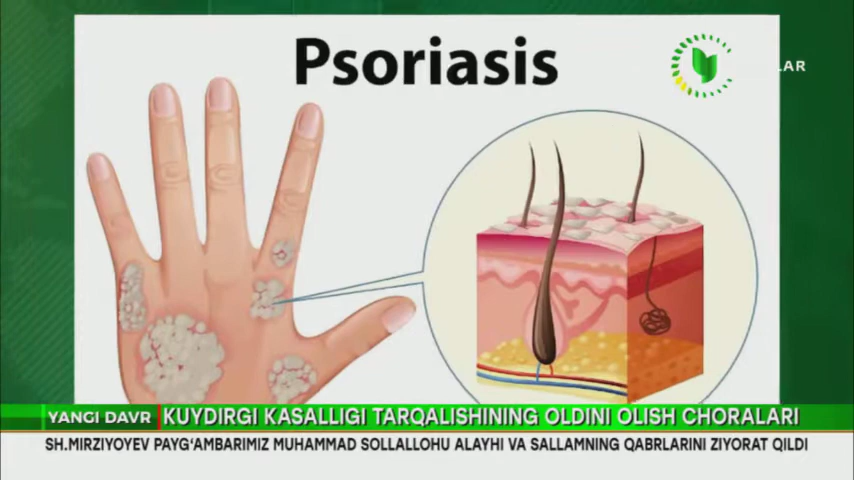 Psoriasis
LAR
YANGI DAVR
KUYDIRGI KASALLIGI TARQALISHINING OLDINI OLISH CHORALARI
SH.MIRZIYOYEV PAYG‘AMBARIMIZ MUHAMMAD SOLLALLOHU ALAYHI VA SALLAMNING QABRLARINI ZIYORAT QILDI